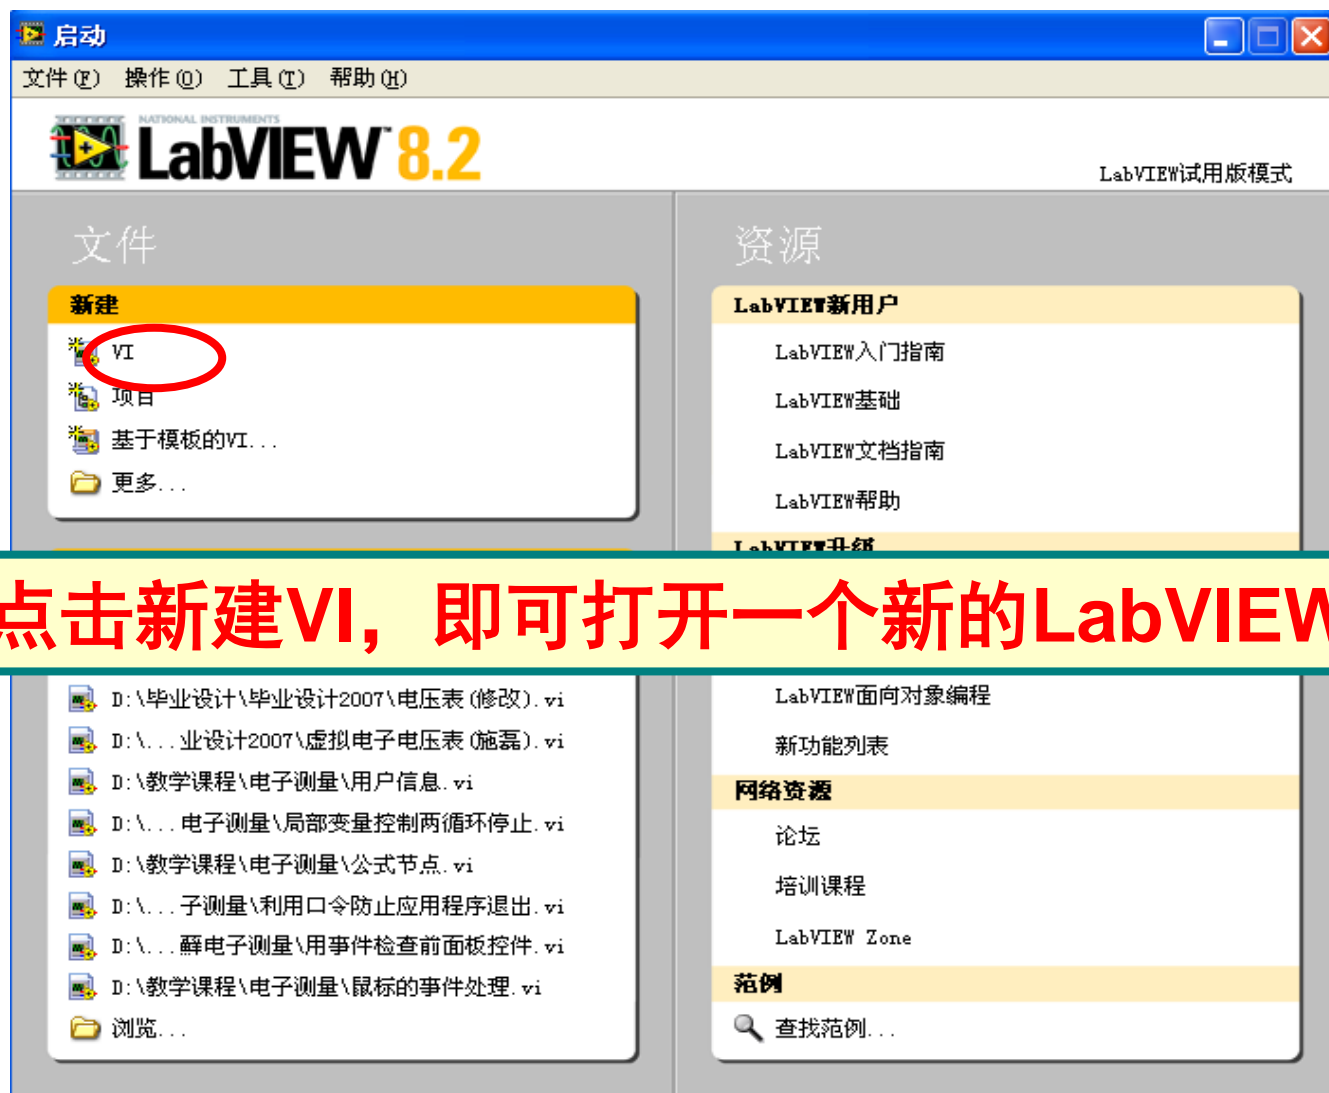 启动
文件(F) 操作(O) 工具(T) 帮助(H)
NATIONAL INSTRUMENTS
LabVIEW™ 8.2
LabVIEW试用版模式
文件
新建
VI
项目
基于模板的VI...
更多...
资源
LabVIEW新用户
LabVIEW入门指南
LabVIEW基础
LabVIEW文档指南
LabVIEW帮助
LabVIEW升级
点击新建VI，即可打开一个新的LabVIEW
D:\毕业设计\毕业设计2007\电压表(修改).vi
D:\...业设计2007\虚拟电子电压表(施磊).vi
D:\教学课程\电子测量\用户信息.vi
D:\...电子测量\局部变量控制两循环停止.vi
D:\教学课程\电子测量\公式节点.vi
D:\...子测量\利用口令防止应用程序退出.vi
D:\...藓电子测量\用事件检查前面板控件.vi
D:\教学课程\电子测量\鼠标的事件处理.vi
浏览...
LabVIEW面向对象编程
新功能列表
网络资源
论坛
培训课程
LabVIEW Zone
范例
查找范例...